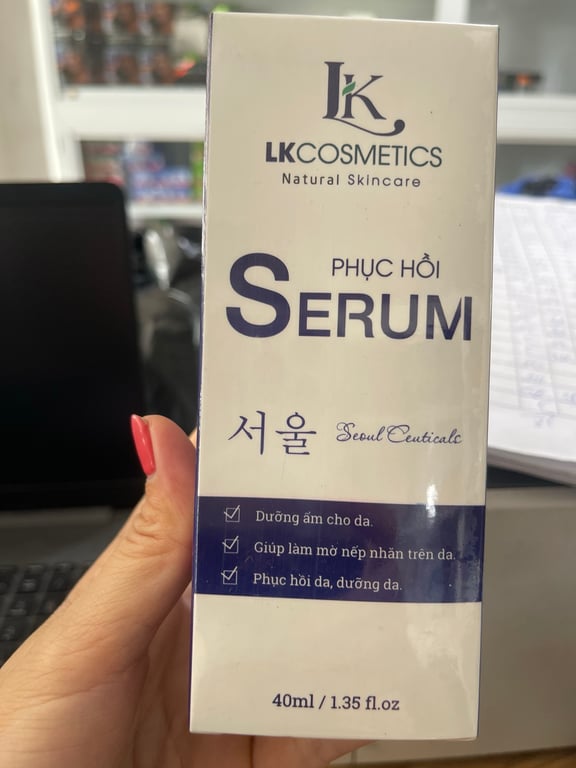 LK
LKCOSMETICS
Natural Skincare
PHỤC HỒI
SERUM
서울 Seoul Ceuticals
Dưỡng ẩm cho da.
Giúp làm mờ nếp nhăn trên da.
Phục hồi da, dưỡng da.
40ml / 1.35 fl.oz